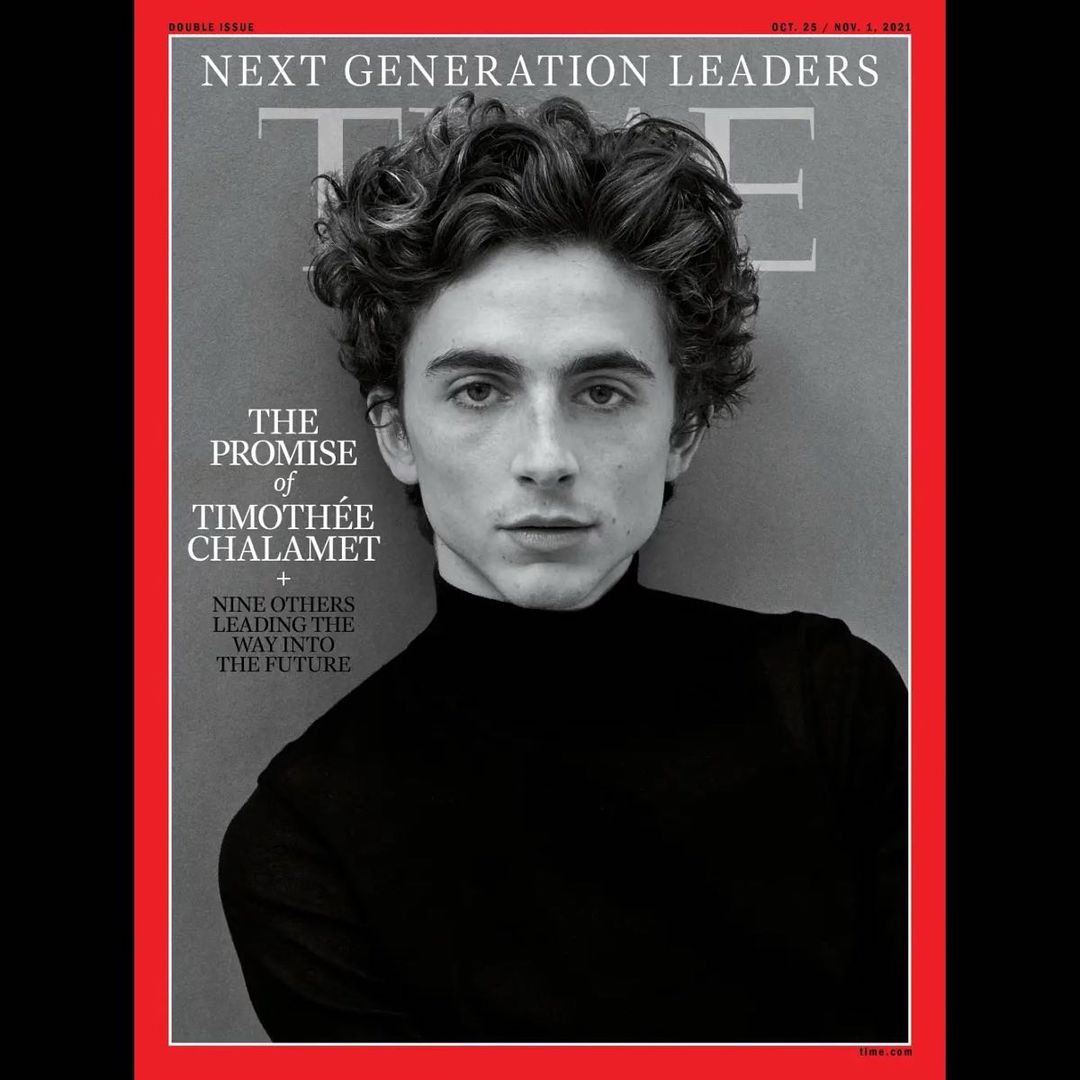 DOUBLE ISSUE
OCT. 25 / NOV. 1, 2021
NEXT GENERATION LEADERS
TIME
THE
PROMISE
of
TIMOTHÉE
CHALAMET
+
NINE OTHERS
LEADING THE
WAY INTO
THE FUTURE
time.com